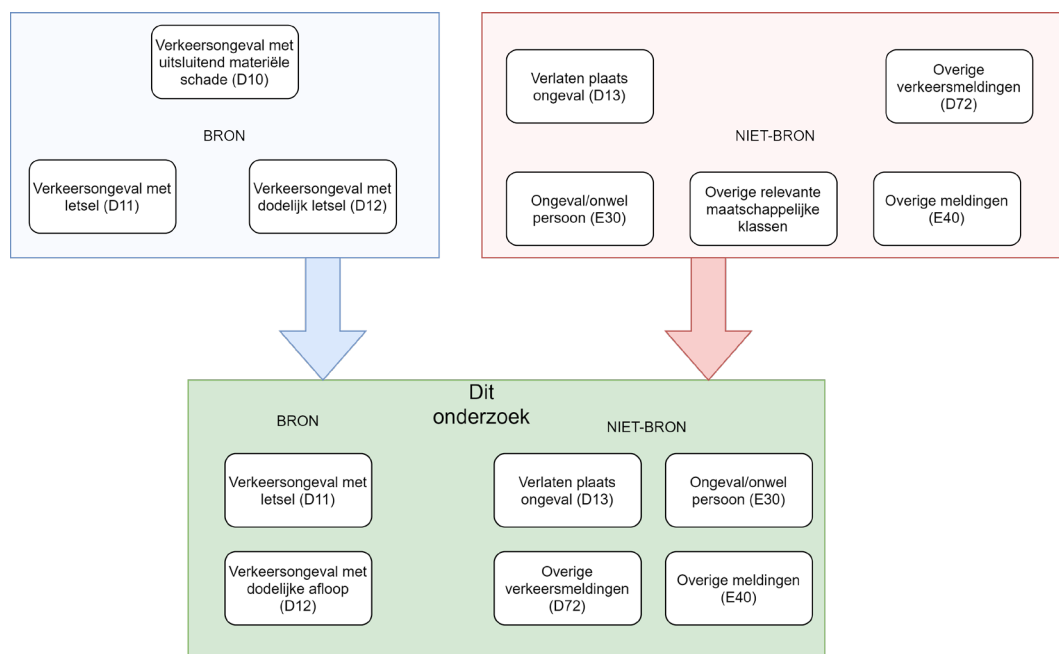 Verkeersongeval met
uitsluitend materiële
schade (D10)
BRON
Verkeersongeval met
letsel (D11)
Verkeersongeval met
dodelijk letsel (D12)
Verlaten plaats
ongeval (D13)
Overige
verkeersmeldingen
(D72)
NIET-BRON
Ongeval/onwel
persoon (E30)
Overige relevante
maatschappelijke
klassen
Overige meldingen
(E40)
Dit
onderzoek
BRON
NIET-BRON
Verkeersongeval met
letsel (D11)
Verlaten plaats
ongeval (D13)
Ongeval/onwel
persoon (E30)
Verkeersongeval met
dodelijke afloop
(D12)
Overige
verkeersmeldingen
(D72)
Overige meldingen
(E40)